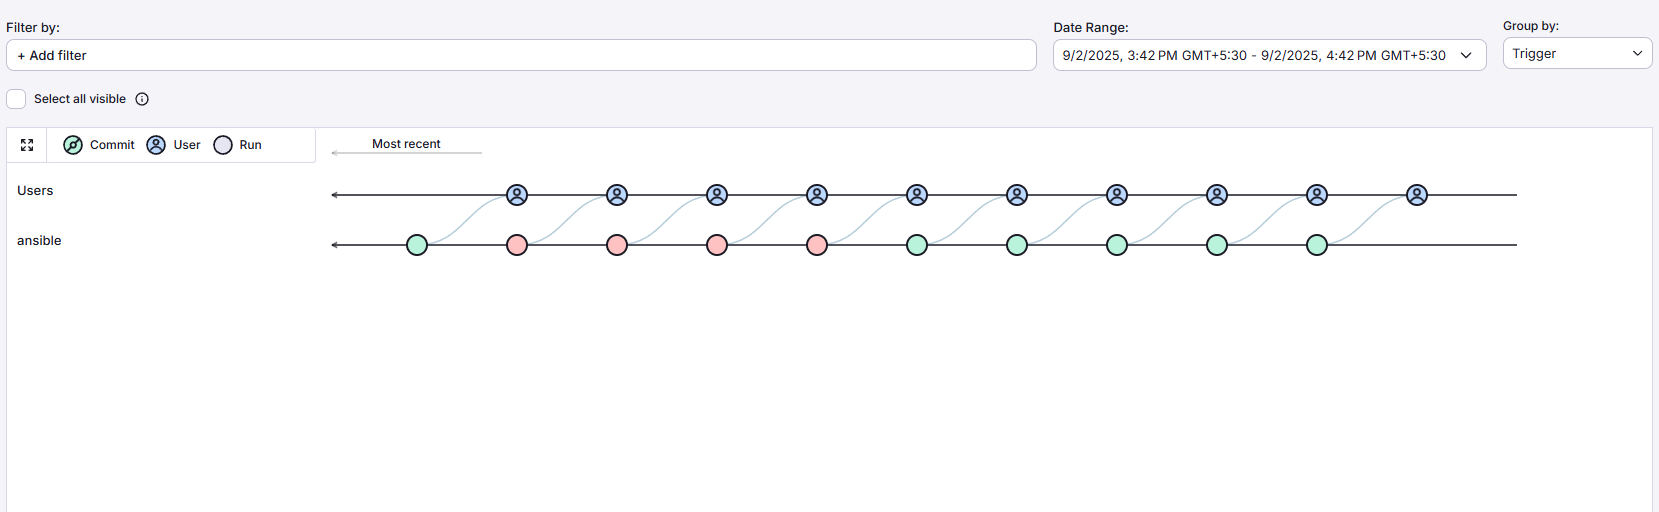 Filter by:
+ Add filter
Date Range:
9/2/2025, 3:42 PM GMT+5:30 - 9/2/2025, 4:42 PM GMT+5:30
Group by:
Trigger
Select all visible
Commit
User
Run
Most recent
Users
ansible